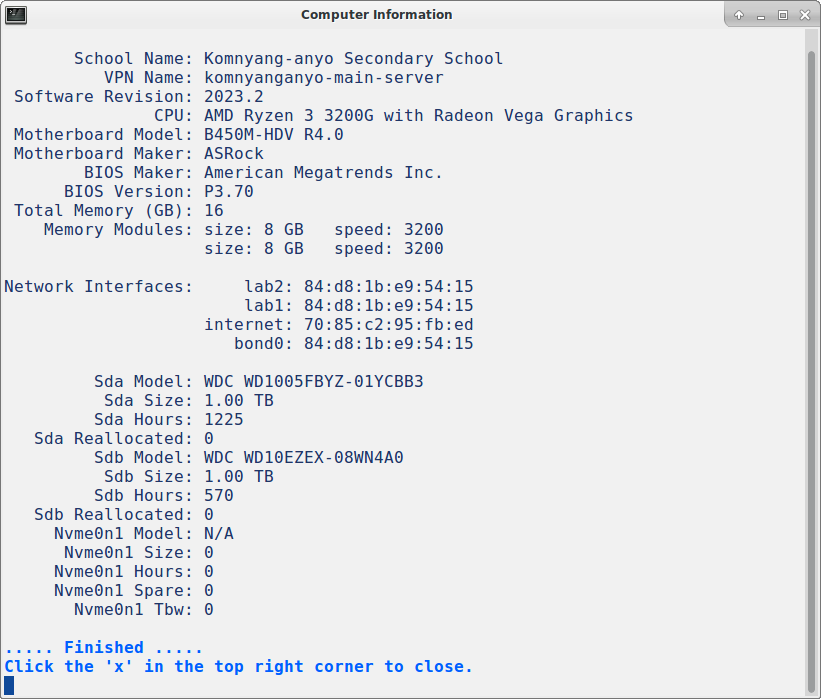 Computer Information
School Name: Komnyang-anyo Secondary School
VPN Name: komnyanganyo-main-server
Software Revision: 2023.2
CPU: AMD Ryzen 3 3200G with Radeon Vega Graphics
Motherboard Model: B450M-HDV R4.0
Motherboard Maker: ASRock
BIOS Maker: American Megatrends Inc.
BIOS Version: P3.70
Total Memory (GB): 16
Memory Modules: size: 8 GB   speed: 3200
size: 8 GB   speed: 3200
Network Interfaces:     lab2: 84:d8:1b:e9:54:15
lab1: 84:d8:1b:e9:54:15
internet: 70:85:c2:95:fb:ed
bond0: 84:d8:1b:e9:54:15
Sda Model: WDC WD1005FBYZ-01YCBB3
Sda Size: 1.00 TB
Sda Hours: 1225
Sda Reallocated: 0
Sdb Model: WDC WD10EZEX-08WN4A0
Sdb Size: 1.00 TB
Sdb Hours: 570
Sdb Reallocated: 0
Nvme0n1 Model: N/A
Nvme0n1 Size: 0
Nvme0n1 Hours: 0
Nvme0n1 Spare: 0
Nvme0n1 Tbw: 0
..... Finished .....
Click the 'x' in the top right corner to close.